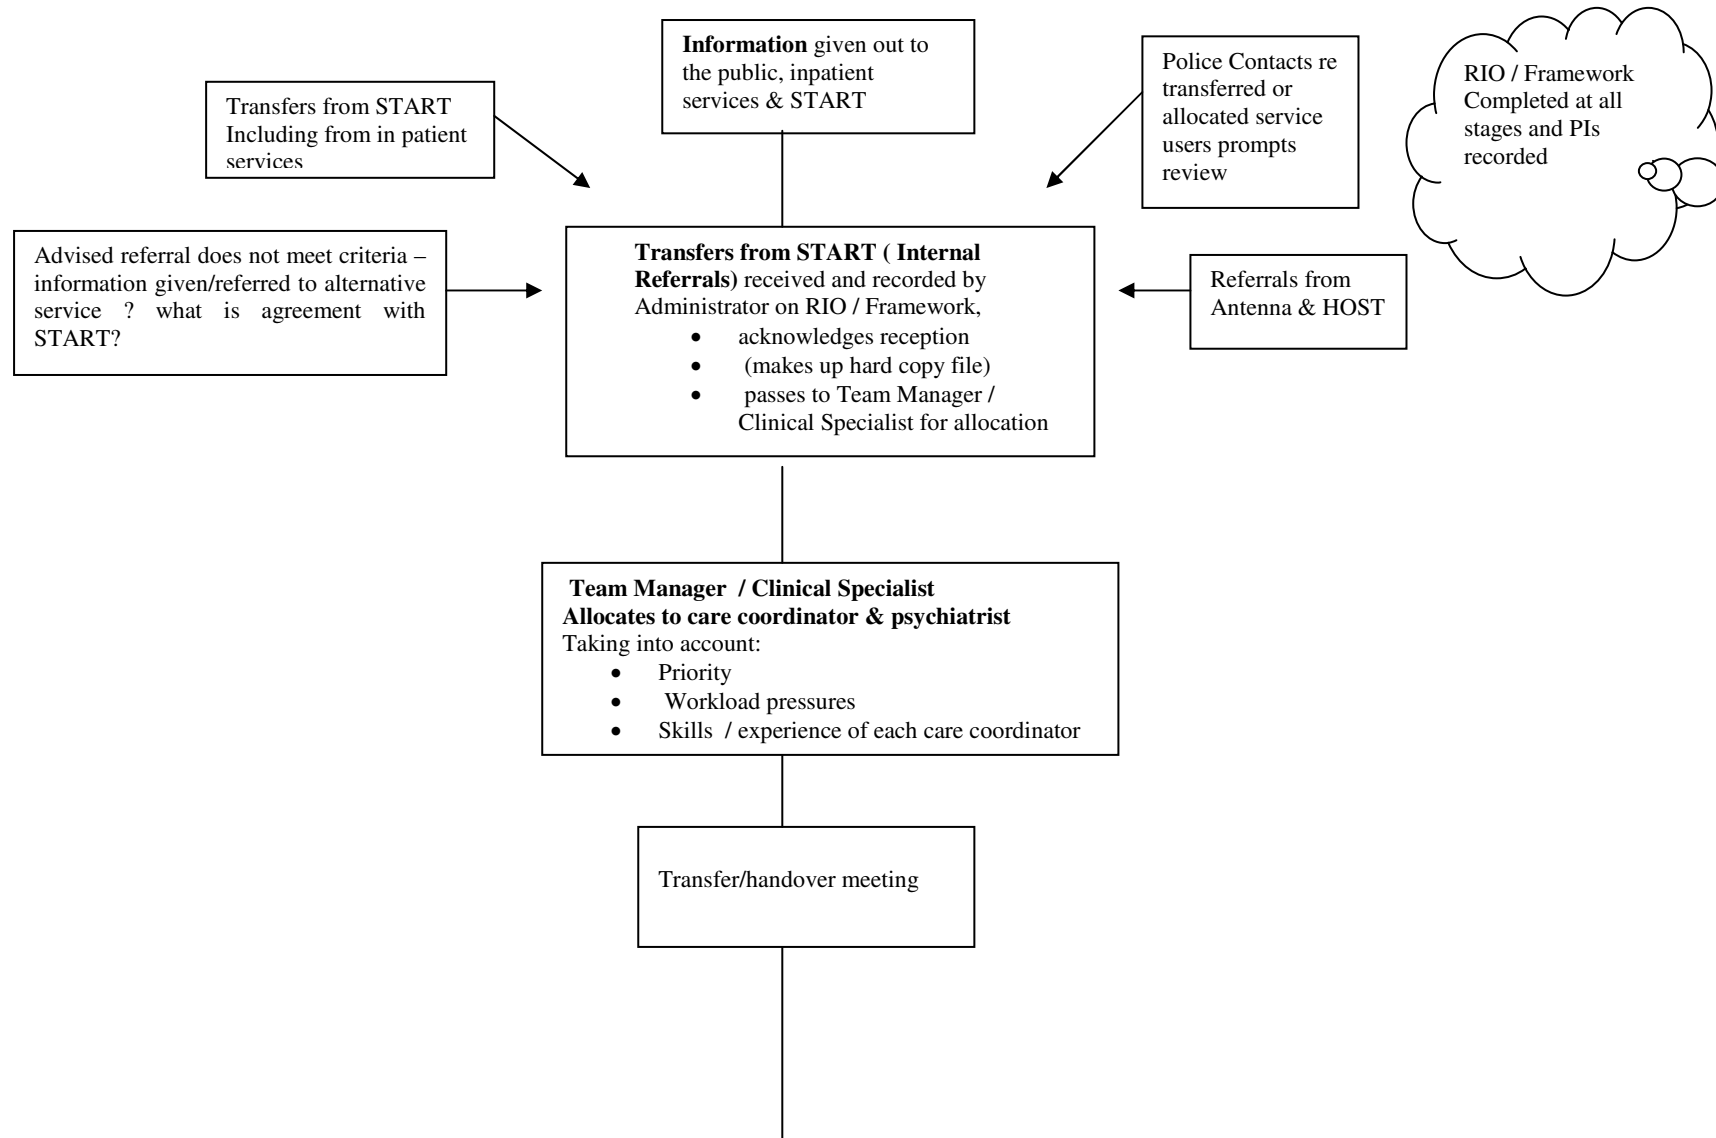 Information given out to
the public, inpatient
services & START
Transfers from START
Including from in patient
services
Police Contacts re
transferred or
allocated service
users prompts
review
RIO / Framework
Completed at all
stages and PIs
recorded
Advised referral does not meet criteria –
information given/referred to alternative
service ? what is agreement with
START?
Transfers from START ( Internal
Referrals) received and recorded by
Administrator on RIO / Framework,
• acknowledges reception
• (makes up hard copy file)
• passes to Team Manager /
Clinical Specialist for allocation
Referrals from
Antenna & HOST
Team Manager / Clinical Specialist
Allocates to care coordinator & psychiatrist
Taking into account:
• Priority
• Workload pressures
• Skills / experience of each care coordinator
Transfer/handover meeting